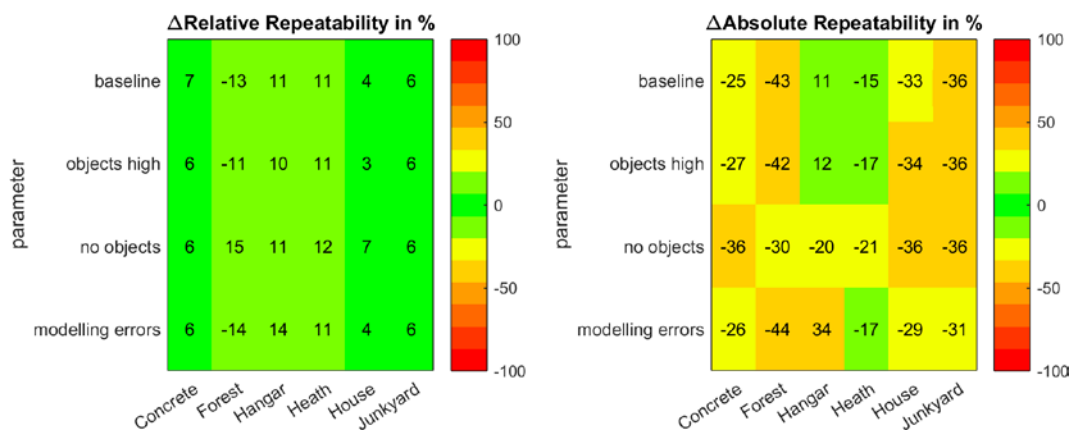 ΔRelative Repeatability in %
baseline 7 -13 11 11 4 6
objects high 6 -11 10 11 3 6
no objects 6 15 11 12 7 6
modelling errors 6 -14 14 11 4 6
parameter
Concrete Forest Hangar Heath House Junkyard
100
50
0
-50
-100
ΔAbsolute Repeatability in %
baseline -25 -43 11 -15 -33 -36
objects high -27 -42 12 -17 -34 -36
no objects -36 -30 -20 -21 -36 -36
modelling errors -26 -44 34 -17 -29 -31
parameter
Concrete Forest Hangar Heath House Junkyard
100
50
0
-50
-100